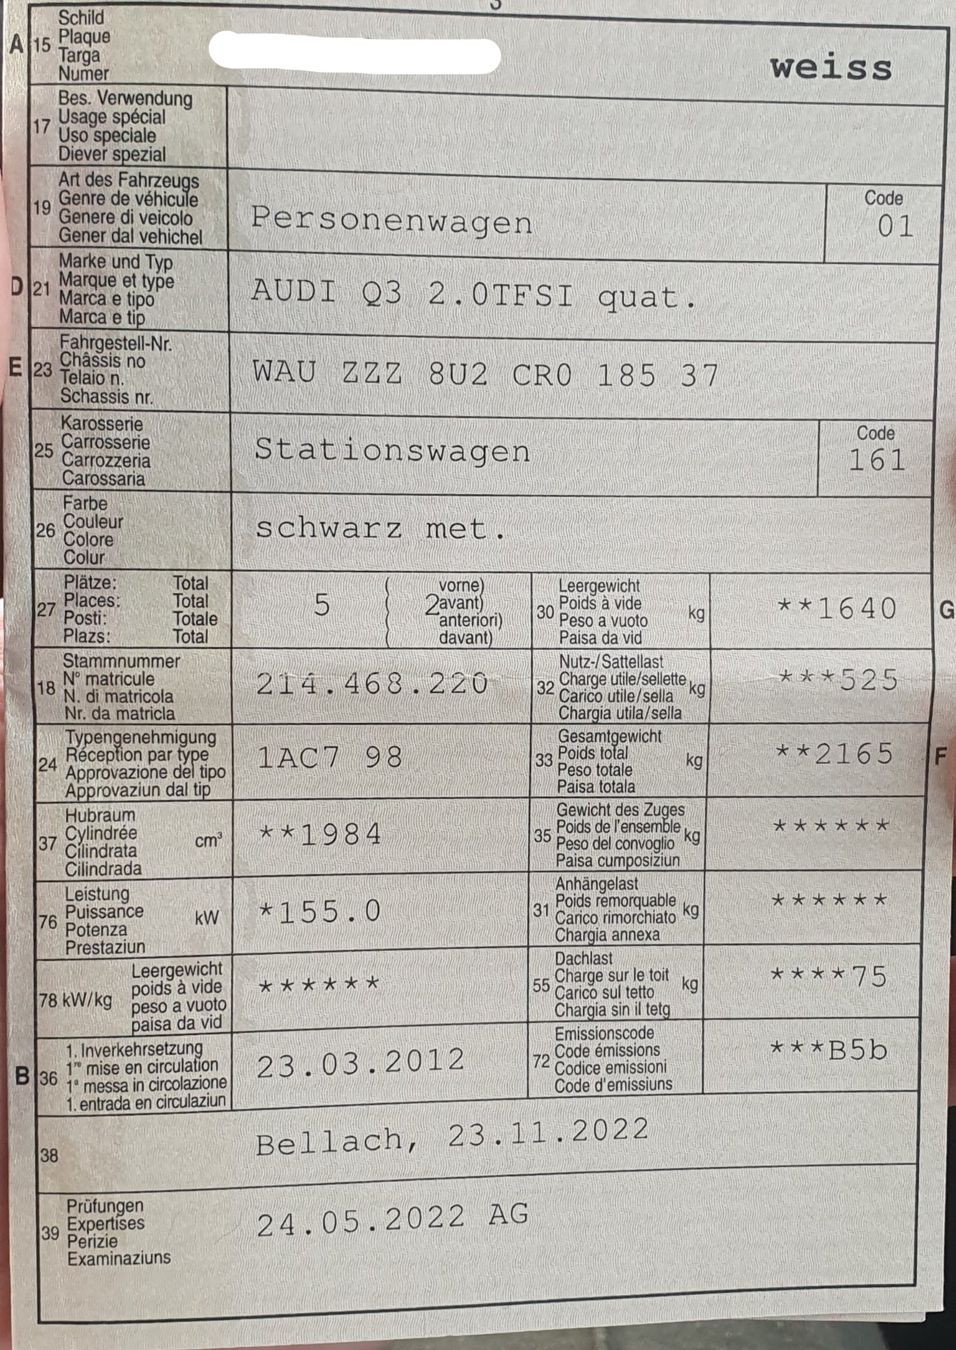 A 15 Schild
Plaque
Targa
Numer
weiss
17 Bes. Verwendung
Usage spécial
Uso speciale
Diever spezial
19 Art des Fahrzeugs
Genre de véhicule
Genere di veicolo
Gener dal vehichel
Personenwagen
Code
01
D 21 Marke und Typ
Marque et type
Marca e tipo
Marca e tip
AUDI Q3 2.0TFSI quat.
E 23 Fahrgestell-Nr.
Châssis no
Telaio n.
Schassis nr.
WAU ZZZ 8U2 CR0 185 37
25 Karosserie
Carrosserie
Carrozzeria
Carossaria
Stationswagen
Code
161
26 Farbe
Couleur
Colore
Colur
schwarz met.
27 Plätze: Total
Places: Total
Posti: Totale
Plazs: Total
5
( vorne)
( 2 avant)
( anteriori)
( davant)
30 Leergewicht
Poids à vide kg
Peso a vuoto
Paisa da vid
**1640
G
18 Stammnummer
N° matricule
N. di matricola
Nr. da matricla
214.468.220
32 Nutz-/Sattellast
Charge utile/sellette kg
Carico utile/sella
Chargia utila/sella
***525
24 Typengenehmigung
Réception par type
Approvazione del tipo
Approvaziun dal tip
1AC7 98
33 Gesamtgewicht
Poids total kg
Peso totale
Paisa totala
**2165
F
37 Hubraum
Cylindrée cm³
Cilindrata
Cilindrada
**1984
35 Gewicht des Zuges
Poids de l'ensemble kg
Peso del convoglio
Paisa cumposiziun
******
76 Leistung
Puissance kW
Potenza
Prestaziun
*155.0
31 Anhängelast
Poids remorquable kg
Carico rimorchiato
Chargia annexa
******
78 kW/kg Leergewicht
poids à vide
peso a vuoto
paisa da vid
******
55 Dachlast
Charge sur le toit kg
Carico sul tetto
Chargia sin il tetg
****75
B 36 1. Inverkehrsetzung
1re mise en circulation
1a messa in circolazione
1. entrada en circulaziun
23.03.2012
72 Emissionscode
Code émissions
Codice emissioni
Code d'emissiuns
***B5b
38
Bellach, 23.11.2022
39 Prüfungen
Expertises
Perizie
Examinaziuns
24.05.2022 AG